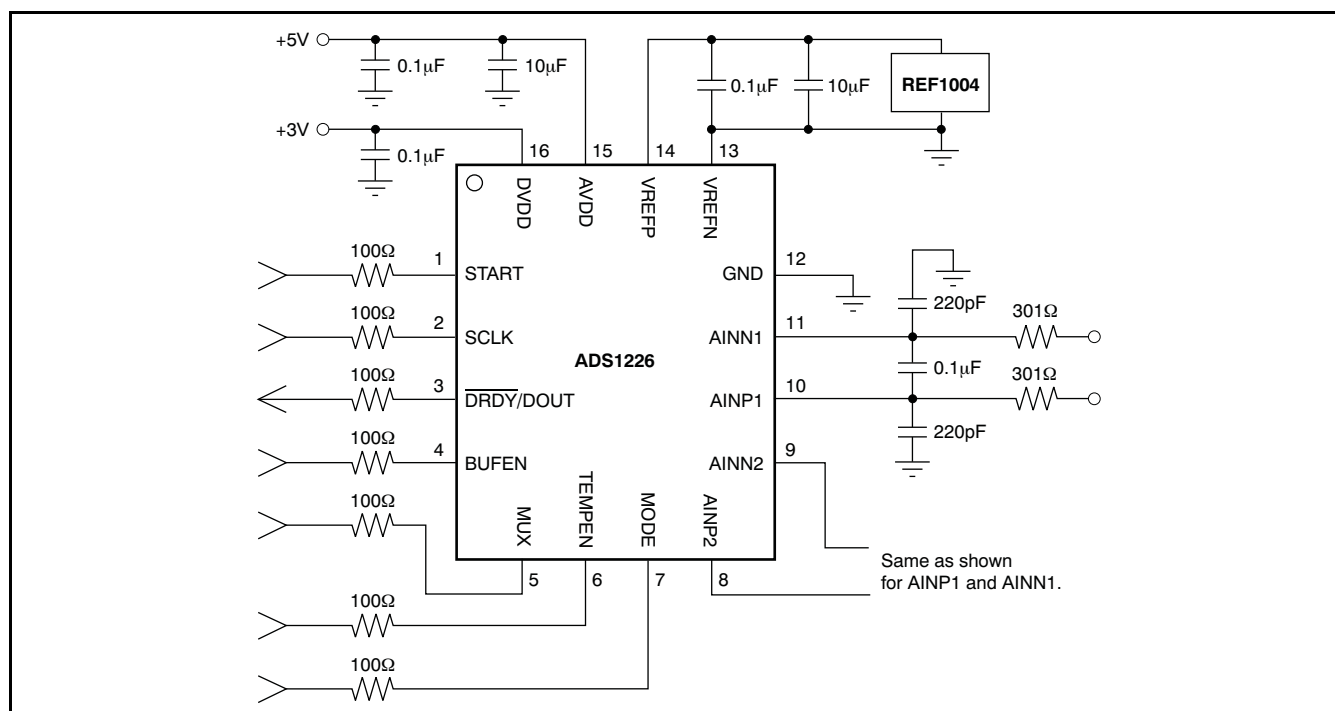 +5V
0.1μF
10μF
0.1μF
10μF
REF1004
+3V
0.1μF
16
15
14
13
DVDD
AVDD
VREFP
VREFN
100Ω
1
START
GND
12
220pF
100Ω
2
SCLK
AINN1
11
301Ω
ADS1226
0.1μF
100Ω
3
DRDY/DOUT
AINP1
10
301Ω
220pF
100Ω
4
BUFEN
AINN2
9
100Ω
MUX
TEMPEN
MODE
AINP2
5
6
7
8
Same as shown
for AINP1 and AINN1.
100Ω
100Ω